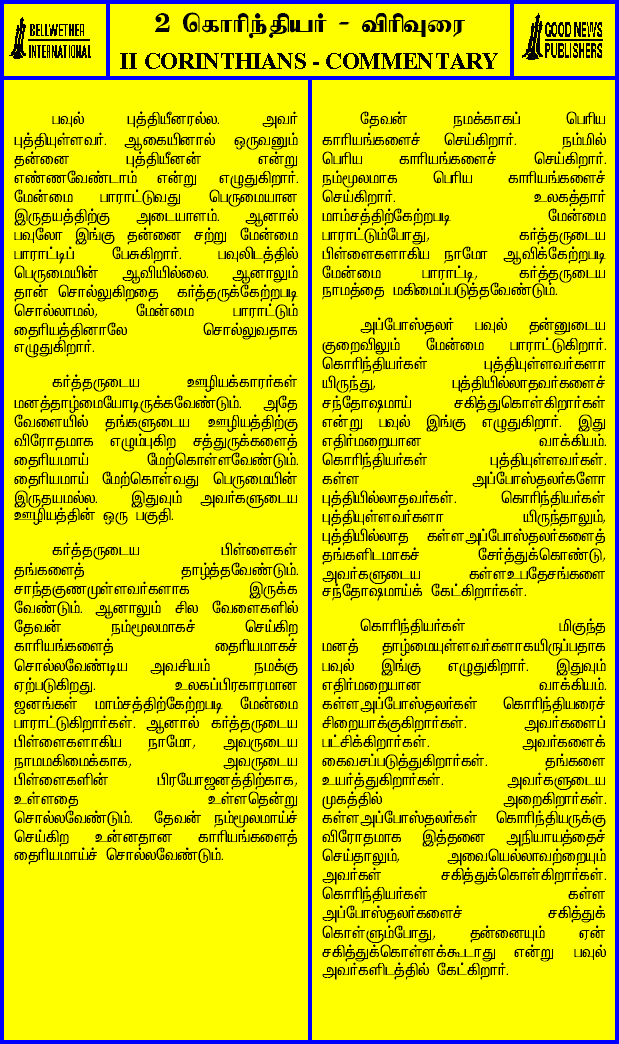 BELLWETHER
INTERNATIONAL
2 கொரிந்தியர் - விரிவுரை
II CORINTHIANS - COMMENTARY
GOOD NEWS
PUBLISHERS
பவுல் புத்தியீனரல்ல. அவர்
புத்தியுள்ளவர். ஆகையினால் ஒருவனும்
தன்னை புத்தியீனன் என்று
எண்ணவேண்டாம் என்று எழுதுகிறார்.
மேன்மை பாராட்டுவது பெருமையான
இருதயத்திற்கு அடையாளம். ஆனால்
பவுலோ இங்கு தன்னை சற்று மேன்மை
பாராட்டிப் பேசுகிறார். பவுலிடத்தில்
பெருமையின் ஆவியில்லை. ஆனாலும்
தான் சொல்லுகிறதை கர்த்தருக்கேற்றபடி
சொல்லாமல், மேன்மை பாராட்டும்
தைரியத்தினாலே சொல்லுவதாக
எழுதுகிறார்.
கர்த்தருடைய ஊழியக்காரர்கள்
மனத்தாழ்மையோடிருக்கவேண்டும். அதே
வேளையில் தங்களுடைய ஊழியத்திற்கு
விரோதமாக எழும்புகிற சத்துருக்களைத்
தைரியமாய் மேற்கொள்ளவேண்டும்.
தைரியமாய் மேற்கொள்வது பெருமையின்
இருதயமல்ல. இதுவும் அவர்களுடைய
ஊழியத்தின் ஒரு பகுதி.
கர்த்தருடைய பிள்ளைகள்
தங்களைத் தாழ்த்தவேண்டும்.
சாந்தகுணமுள்ளவர்களாக இருக்க
வேண்டும். ஆனாலும் சில வேளைகளில்
தேவன் நம்மூலமாகச் செய்கிற
காரியங்களைத் தைரியமாகச்
சொல்லவேண்டிய அவசியம் நமக்கு
ஏற்படுகிறது. உலகப்பிரகாரமான
ஜனங்கள் மாம்சத்திற்கேற்றபடி மேன்மை
பாராட்டுகிறார்கள். ஆனால் கர்த்தருடைய
பிள்ளைகளாகிய நாமோ, அவருடைய
நாமமகிமைக்காக, அவருடைய
பிள்ளைகளின் பிரயோஜனத்திற்காக,
உள்ளதை உள்ளதென்று
சொல்லவேண்டும். தேவன் நம்மூலமாய்ச்
செய்கிற உன்னதமான காரியங்களைத்
தைரியமாய்ச் சொல்லவேண்டும்.
தேவன் நமக்காகப் பெரிய
காரியங்களைச் செய்கிறார். நம்மில்
பெரிய காரியங்களைச் செய்கிறார்.
நம்மூலமாக பெரிய காரியங்களைச்
செய்கிறார். உலகத்தார்
மாம்சத்திற்கேற்றபடி மேன்மை
பாராட்டும்போது, கர்த்தருடைய
பிள்ளைகளாகிய நாமோ ஆவிக்கேற்றபடி
மேன்மை பாராட்டி, கர்த்தருடைய
நாமத்தை மகிமைப்படுத்தவேண்டும்.
அப்போஸ்தலர் பவுல் தன்னுடைய
குறைவிலும் மேன்மை பாராட்டுகிறார்.
கொரிந்தியர்கள் புத்தியுள்ளவர்களா
யிருந்து, புத்தியில்லாதவர்களைச்
சந்தோஷமாய் சகித்துகொள்கிறார்கள்
என்று பவுல் இங்கு எழுதுகிறார். இது
எதிர்மறையான வாக்கியம்.
கொரிந்தியர்கள் புத்தியுள்ளவர்கள்.
கள்ள அப்போஸ்தலர்களோ
புத்தியில்லாதவர்கள். கொரிந்தியர்கள்
புத்தியுள்ளவர்களா யிருந்தாலும்,
புத்தியில்லாத கள்ளஅப்போஸ்தலர்களைத்
தங்களிடமாகச் சேர்த்துக்கொண்டு,
அவர்களுடைய கள்ளஉபதேசங்களை
சந்தோஷமாய்க் கேட்கிறார்கள்.
கொரிந்தியர்கள் மிகுந்த
மனத் தாழ்மையுள்ளவர்களாகயிருப்பதாக
பவுல் இங்கு எழுதுகிறார். இதுவும்
எதிர்மறையான வாக்கியம்.
கள்ளஅப்போஸ்தலர்கள் கொரிந்தியரைச்
சிறையாக்குகிறார்கள். அவர்களைப்
பட்சிக்கிறார்கள். அவர்களைக்
கைவசப்படுத்துகிறார்கள். தங்களை
உயர்த்துகிறார்கள். அவர்களுடைய
முகத்தில் அறைகிறார்கள்.
கள்ளஅப்போஸ்தலர்கள் கொரிந்தியருக்கு
விரோதமாக இத்தனை அநியாயத்தைச்
செய்தாலும், அவையெல்லாவற்றையும்
அவர்கள் சகித்துக்கொள்கிறார்கள்.
கொரிந்தியர்கள் கள்ள
அப்போஸ்தலர்களைச் சகித்துக்
கொள்ளும்போது, தன்னையும் ஏன்
சகித்துக்கொள்ளக்கூடாது என்று பவுல்
அவர்களிடத்தில் கேட்கிறார்.